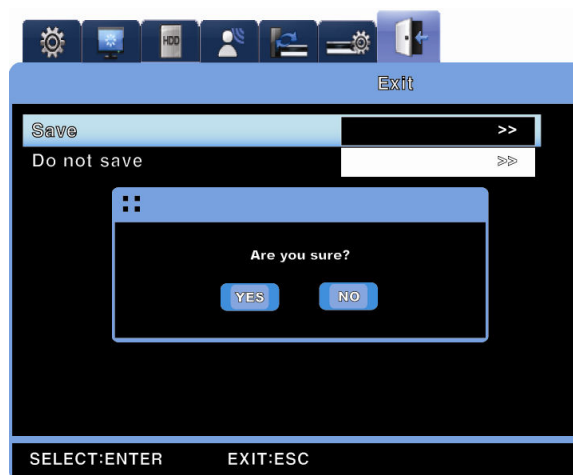 HDD
Exit
Save >>
Do not save >>
Are you sure?
YES NO
SELECT:ENTER EXIT:ESC